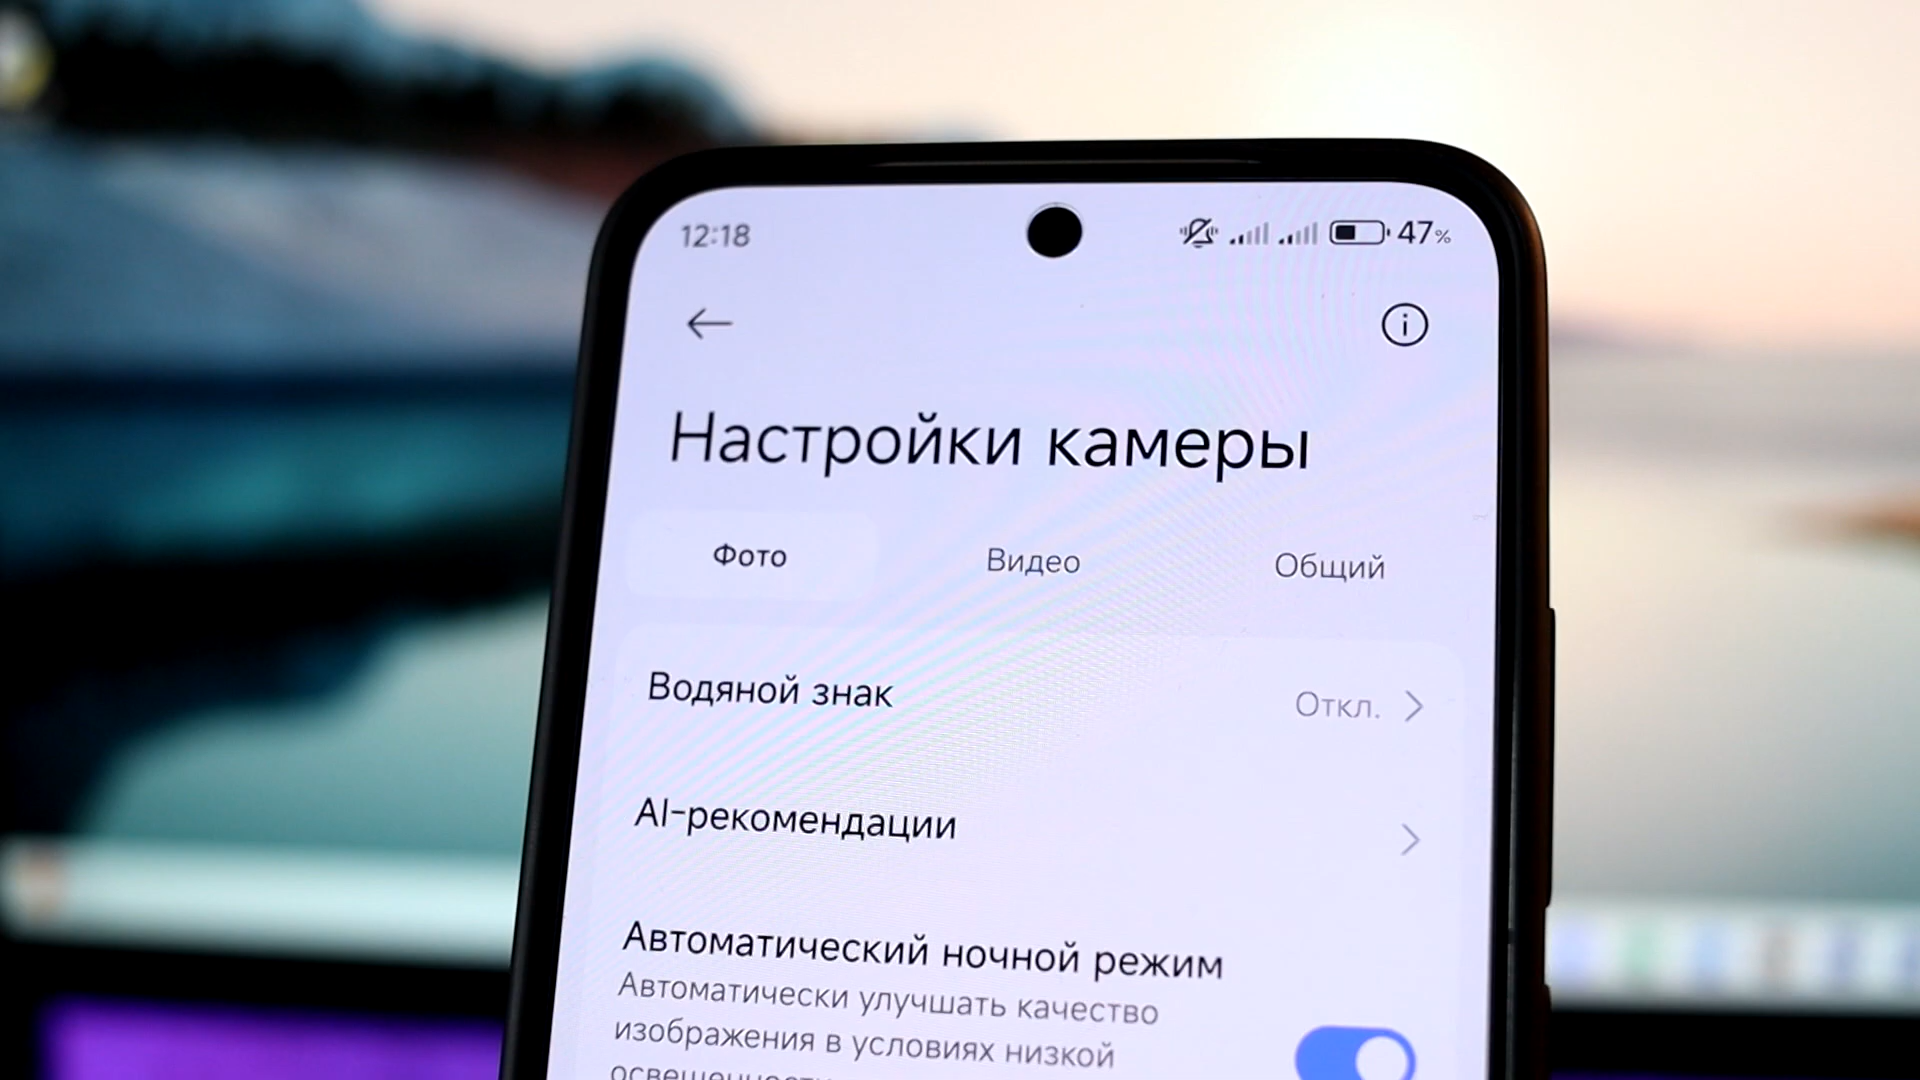 12:18
47%
Настройки камеры
Фото
Видео
Общий
Водяной знак
Откл.
AI-рекомендации
Автоматический ночной режим
Автоматически улучшать качество
изображения в условиях низкой